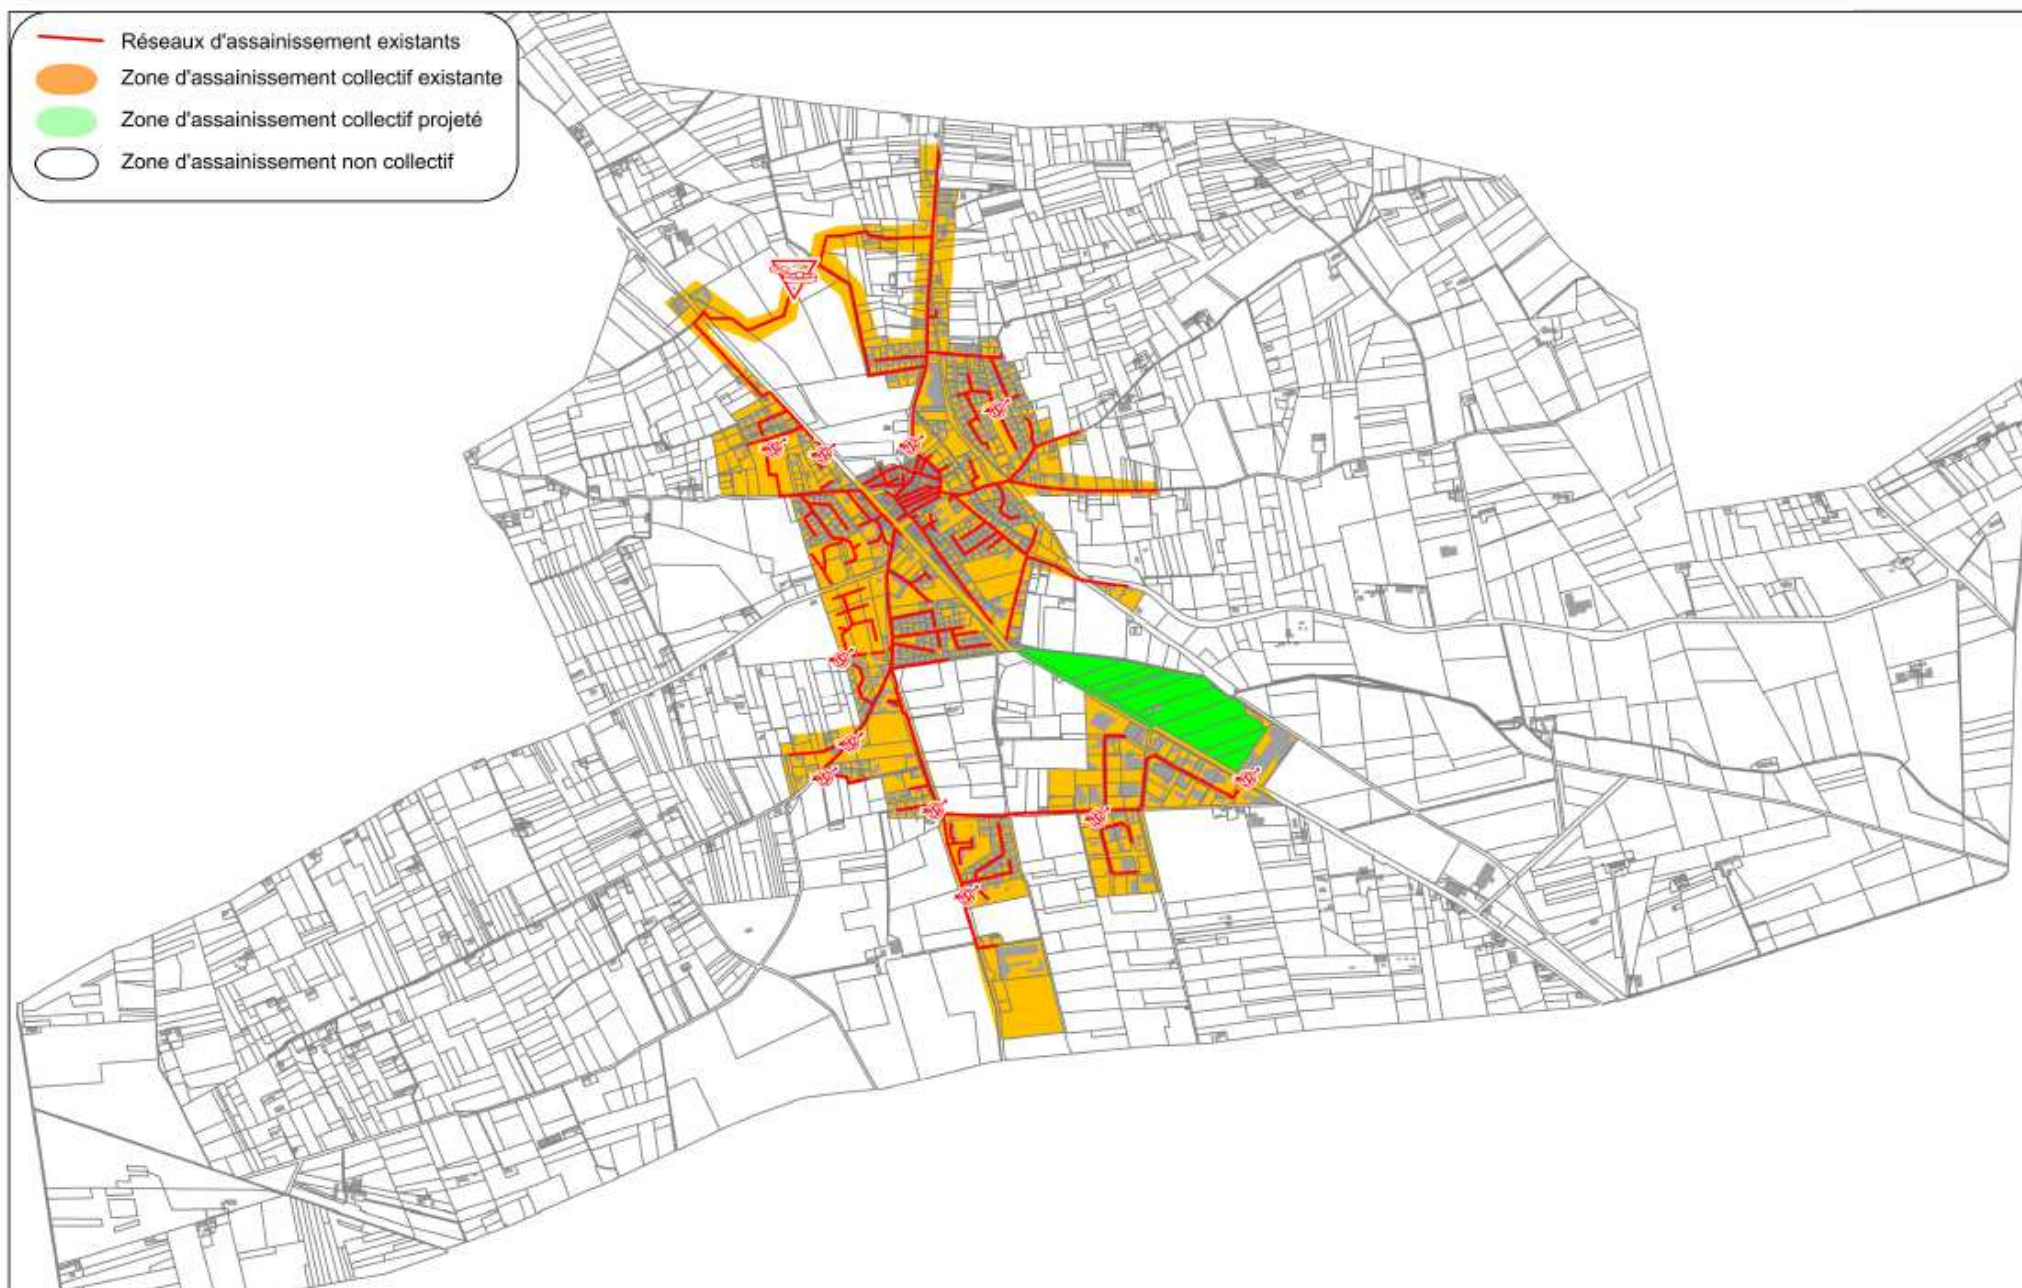 Réseaux d'assainissement existants
Zone d'assainissement collectif existante
Zone d'assainissement collectif projeté
Zone d'assainissement non collectif